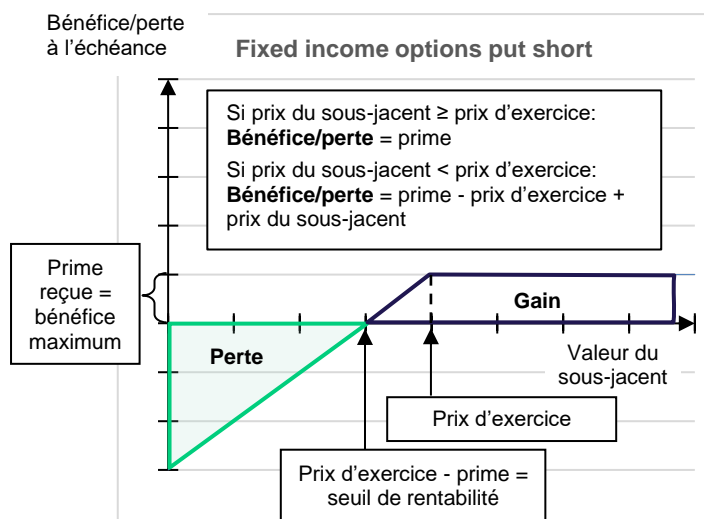 Bénéfice/perte
à l’échéance
Fixed income options put short
Si prix du sous-jacent ≥ prix d’exercice:
Bénéfice/perte = prime
Si prix du sous-jacent < prix d’exercice:
Bénéfice/perte = prime - prix d’exercice +
prix du sous-jacent
Prime
reçue =
bénéfice
maximum
Gain
Perte
Valeur du
sous-jacent
Prix d’exercice
Prix d’exercice - prime =
seuil de rentabilité